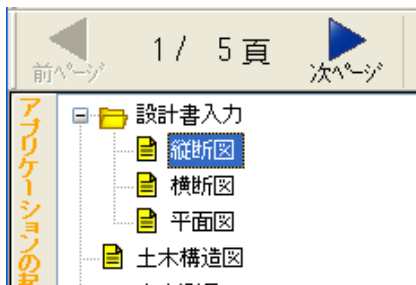 1/ 5頁
前ページ
次ページ
アプリケーションの起
設計書入力
縦断図
横断図
平面図
土木構造図